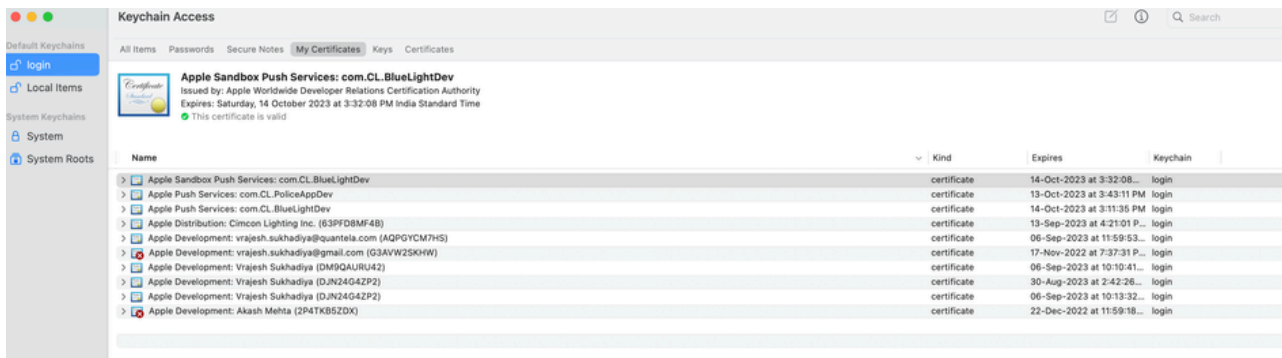 Keychain Access
Search
Default Keychains
login
Local Items
System Keychains
System
System Roots
All Items Passwords Secure Notes My Certificates Keys Certificates
Apple Sandbox Push Services: com.CL.BlueLightDev
Issued by: Apple Worldwide Developer Relations Certification Authority
Expires: Saturday, 14 October 2023 at 3:32:08 PM India Standard Time
This certificate is valid
Name Kind Expires Keychain
Apple Sandbox Push Services: com.CL.BlueLightDev certificate 14-Oct-2023 at 3:32:08... login
Apple Push Services: com.CL.PoliceAppDev certificate 13-Oct-2023 at 3:43:11 PM login
Apple Push Services: com.CL.BlueLightDev certificate 14-Oct-2023 at 3:11:35 PM login
Apple Distribution: Cimcon Lighting Inc. (63PFD8MF4B) certificate 13-Sep-2023 at 4:21:01 P... login
Apple Development: vrajesh.sukhadiya@quantela.com (AQPGYCM7HS) certificate 06-Sep-2023 at 11:59:53... login
Apple Development: vrajesh.sukhadiya@gmail.com (G3AVW2SKHW) certificate 17-Nov-2022 at 7:37:31 P... login
Apple Development: Vrajesh Sukhadiya (DM9QAURU42) certificate 06-Sep-2023 at 10:10:41... login
Apple Development: Vrajesh Sukhadiya (DJN24G4ZP2) certificate 30-Aug-2023 at 2:42:26... login
Apple Development: Vrajesh Sukhadiya (DJN24G4ZP2) certificate 06-Sep-2023 at 10:13:32... login
Apple Development: Akash Mehta (2P4TKB5ZDX) certificate 22-Dec-2022 at 11:59:18... login